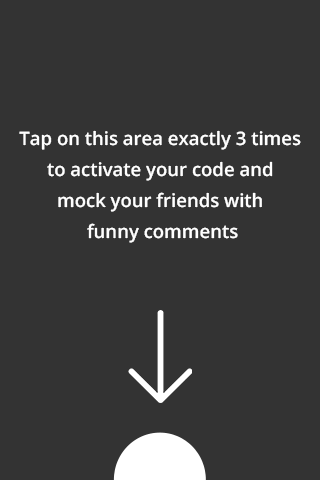 Tap on this area exactly 3 times
to activate your code and
mock your friends with
funny comments